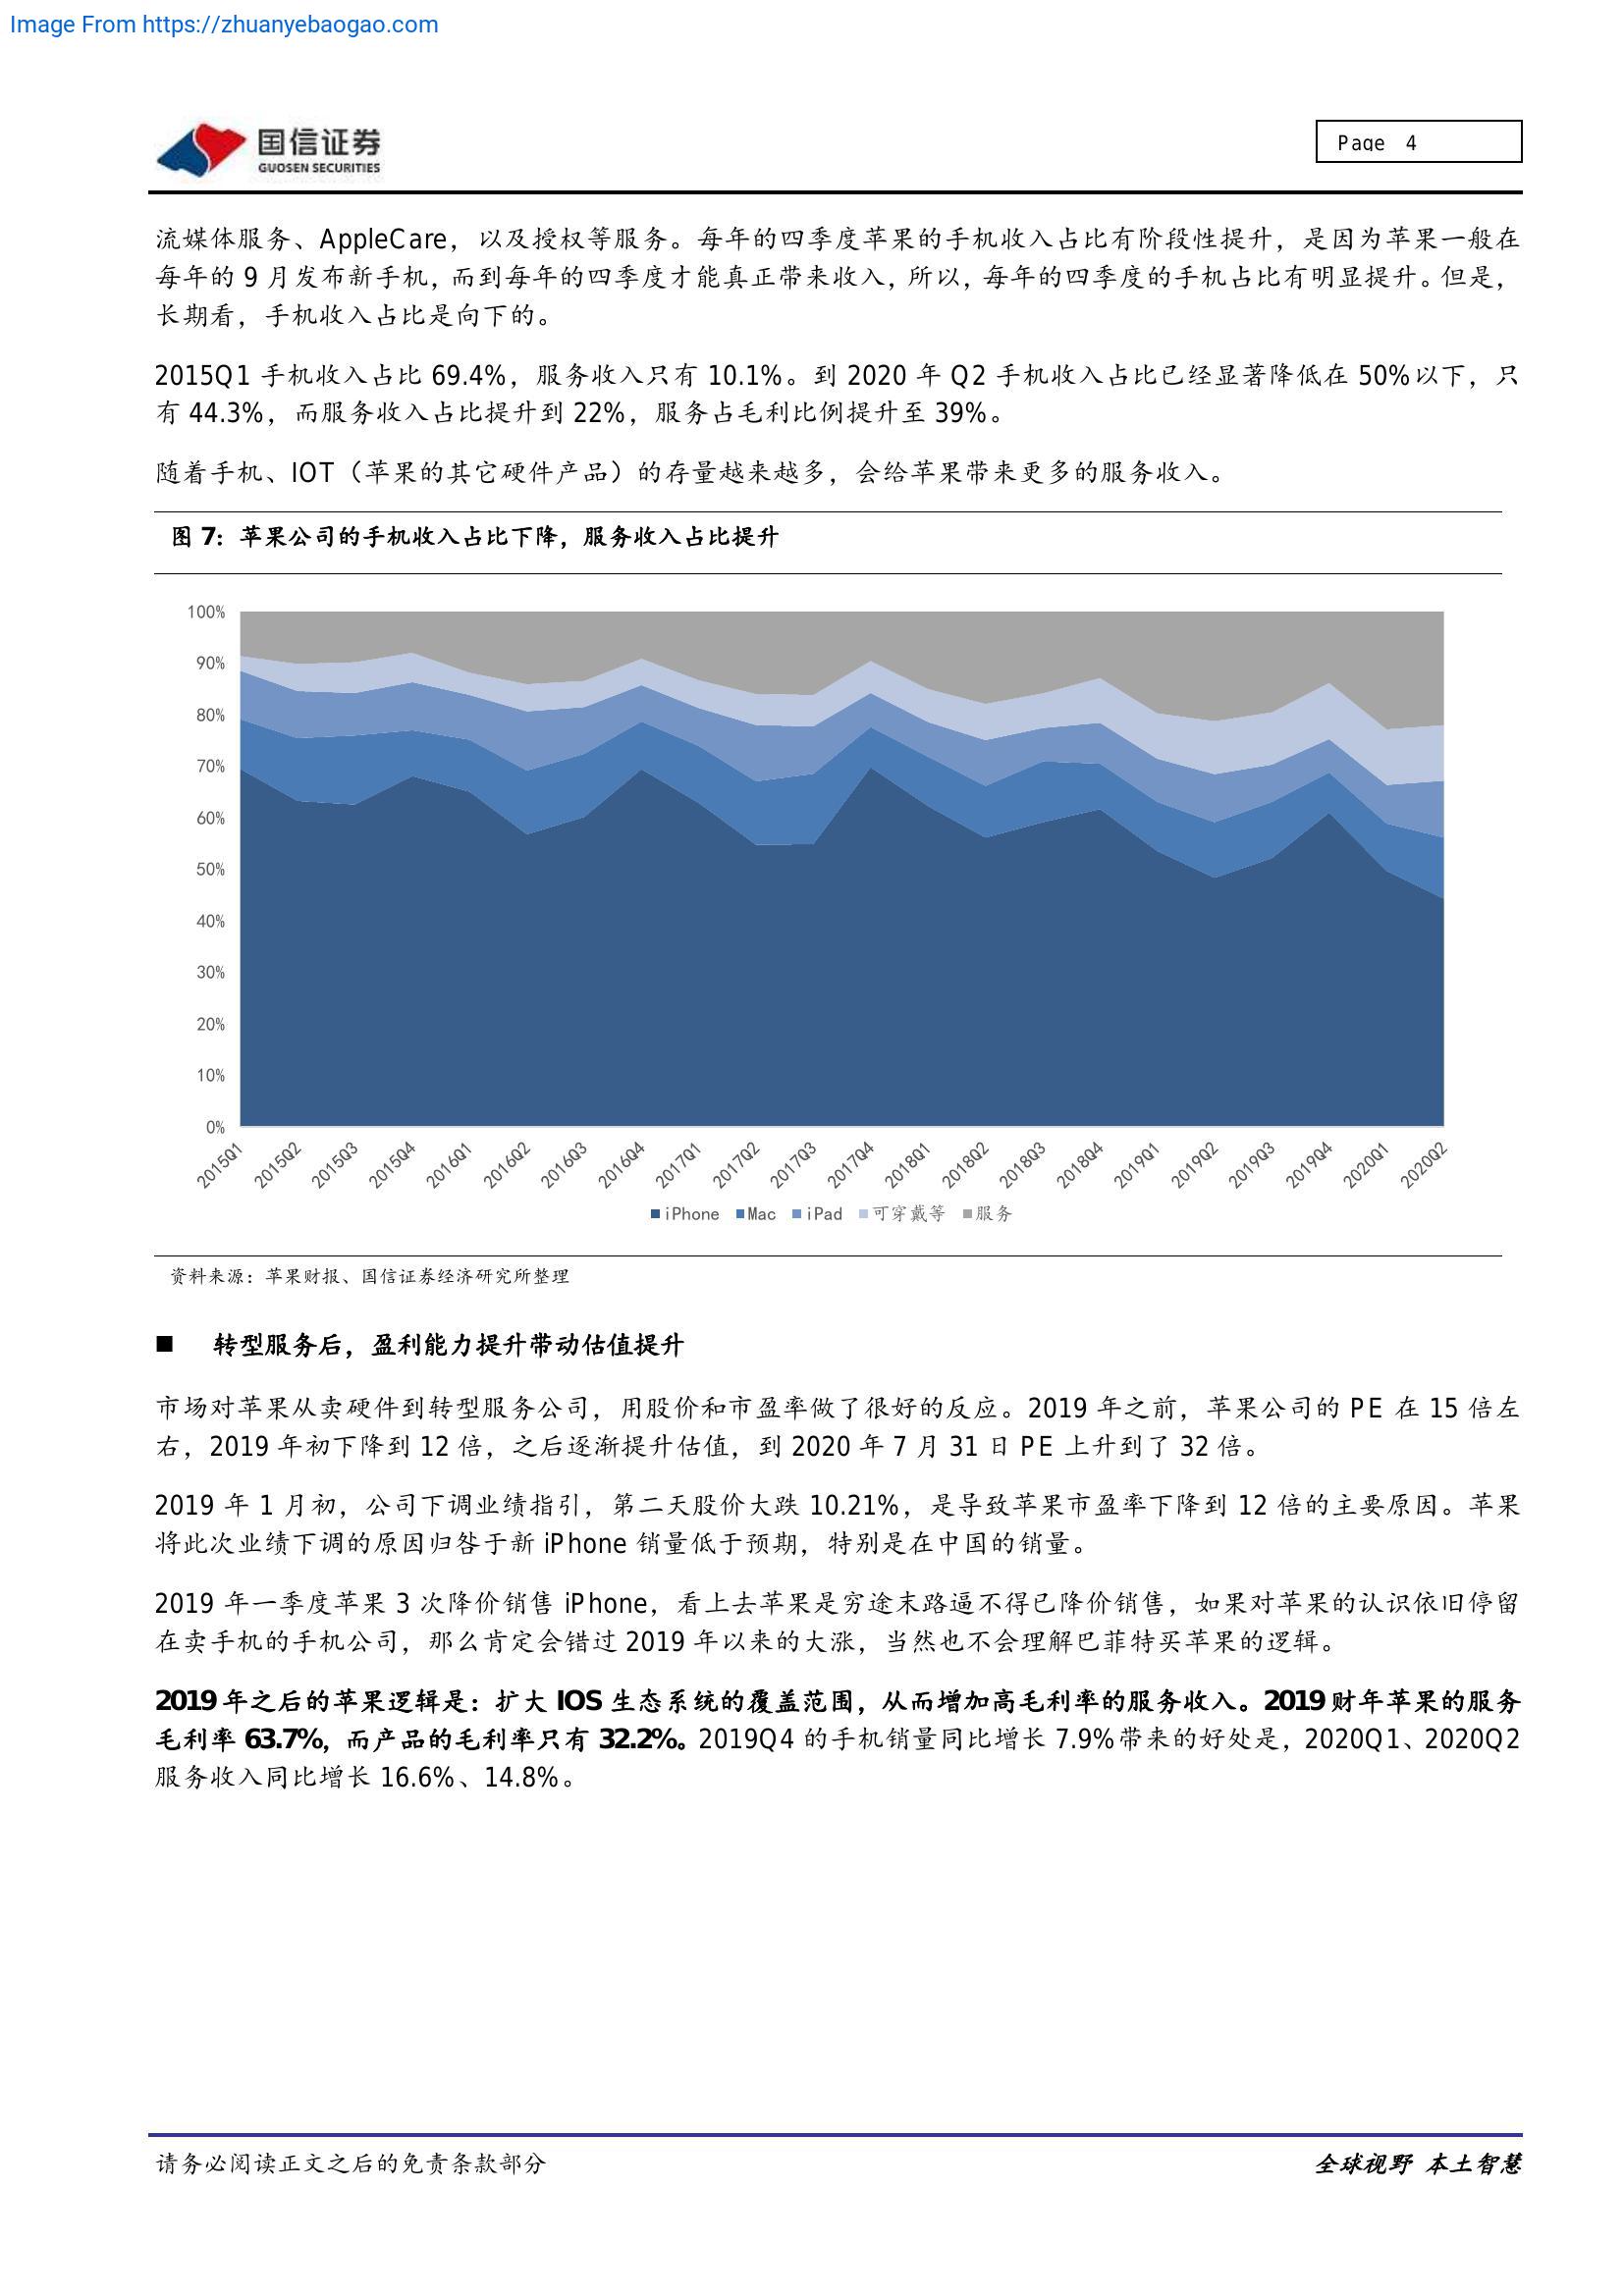 Image From https://zhuanyebaogao.com
国信证券
GUOSEN SECURITIES
Page 4
流媒体服务、AppleCare，以及授权等服务。每年的四季度苹果的手机收入占比有阶段性提升，是因为苹果一般在
每年的 9 月发布新手机，而到每年的四季度才能真正带来收入，所以，每年的四季度的手机占比有明显提升。但是，
长期看，手机收入占比是向下的。
2015Q1 手机收入占比 69.4%，服务收入只有 10.1%。到 2020 年 Q2 手机收入占比已经显著降低在 50%以下，只
有 44.3%，而服务收入占比提升到 22%，服务占毛利比例提升至 39%。
随着手机、IOT（苹果的其它硬件产品）的存量越来越多，会给苹果带来更多的服务收入。
图 7：苹果公司的手机收入占比下降，服务收入占比提升
100%
90%
80%
70%
60%
50%
40%
30%
20%
10%
0%
2015Q1 2015Q2 2015Q3 2015Q4 2016Q1 2016Q2 2016Q3 2016Q4 2017Q1 2017Q2 2017Q3 2017Q4 2018Q1 2018Q2 2018Q3 2018Q4 2019Q1 2019Q2 2019Q3 2019Q4 2020Q1 2020Q2
iPhone Mac iPad 可穿戴等 服务
资料来源：苹果财报、国信证券经济研究所整理
■ 转型服务后，盈利能力提升带动估值提升
市场对苹果从卖硬件到转型服务公司，用股价和市盈率做了很好的反应。2019 年之前，苹果公司的 PE 在 15 倍左
右，2019 年初下降到 12 倍，之后逐渐提升估值，到 2020 年 7 月 31 日 PE 上升到了 32 倍。
2019 年 1 月初，公司下调业绩指引，第二天股价大跌 10.21%，是导致苹果市盈率下降到 12 倍的主要原因。苹果
将此次业绩下调的原因归咎于新 iPhone 销量低于预期，特别是在中国的销量。
2019 年一季度苹果 3 次降价销售 iPhone，看上去苹果是穷途末路逼不得已降价销售，如果对苹果的认识依旧停留
在卖手机的手机公司，那么肯定会错过 2019 年以来的大涨，当然也不会理解巴菲特买苹果的逻辑。
2019 年之后的苹果逻辑是：扩大 IOS 生态系统的覆盖范围，从而增加高毛利率的服务收入。2019 财年苹果的服务
毛利率 63.7%，而产品的毛利率只有 32.2%。2019Q4 的手机销量同比增长 7.9%带来的好处是，2020Q1、2020Q2
服务收入同比增长 16.6%、14.8%。
请务必阅读正文之后的免责条款部分
全球视野 本土智慧